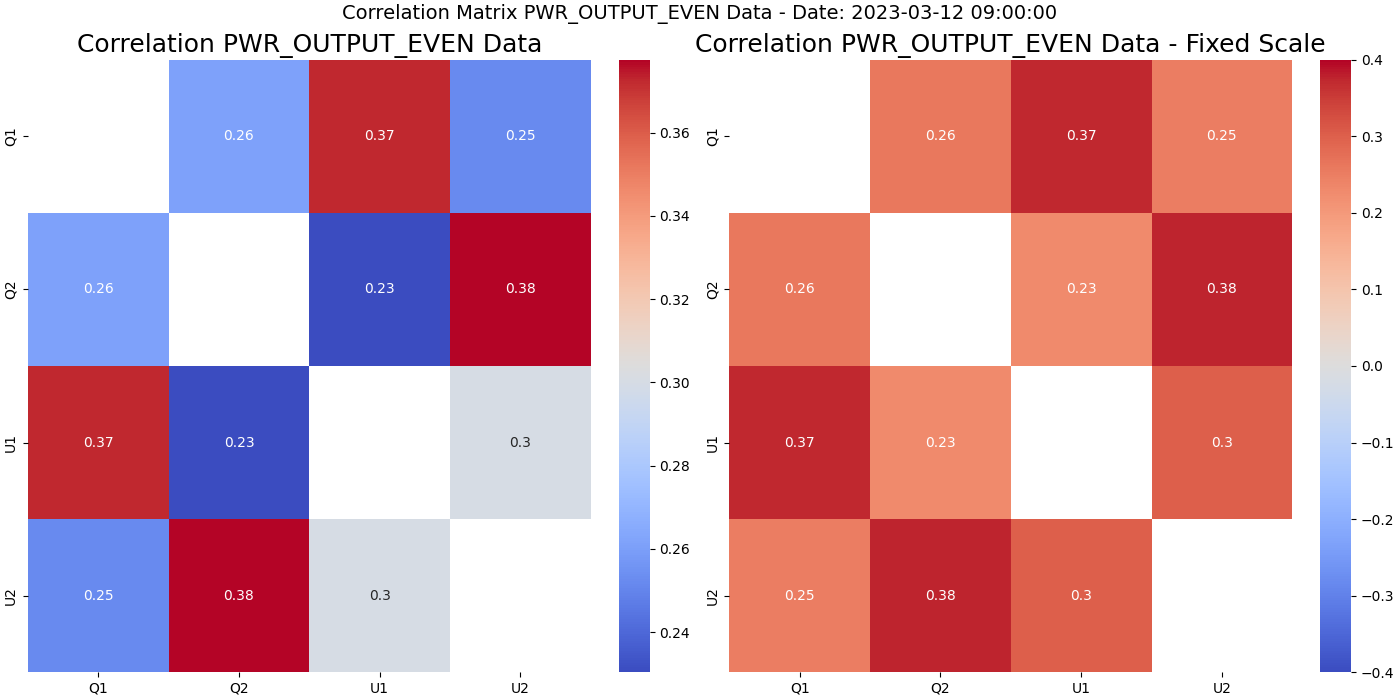 Correlation Matrix PWR_OUTPUT_EVEN Data - Date: 2023-03-12 09:00:00
Correlation PWR_OUTPUT_EVEN Data
Q1
0.26
0.37
0.25
Q2
0.26
0.23
0.38
U1
0.37
0.23
0.3
U2
0.25
0.38
0.3
Q1
Q2
U1
U2
0.36
0.34
0.32
0.30
0.28
0.26
0.24
Correlation PWR_OUTPUT_EVEN Data - Fixed Scale
Q1
0.26
0.37
0.25
Q2
0.26
0.23
0.38
U1
0.37
0.23
0.3
U2
0.25
0.38
0.3
Q1
Q2
U1
U2
0.4
0.3
0.2
0.1
0.0
−0.1
−0.2
−0.3
−0.4